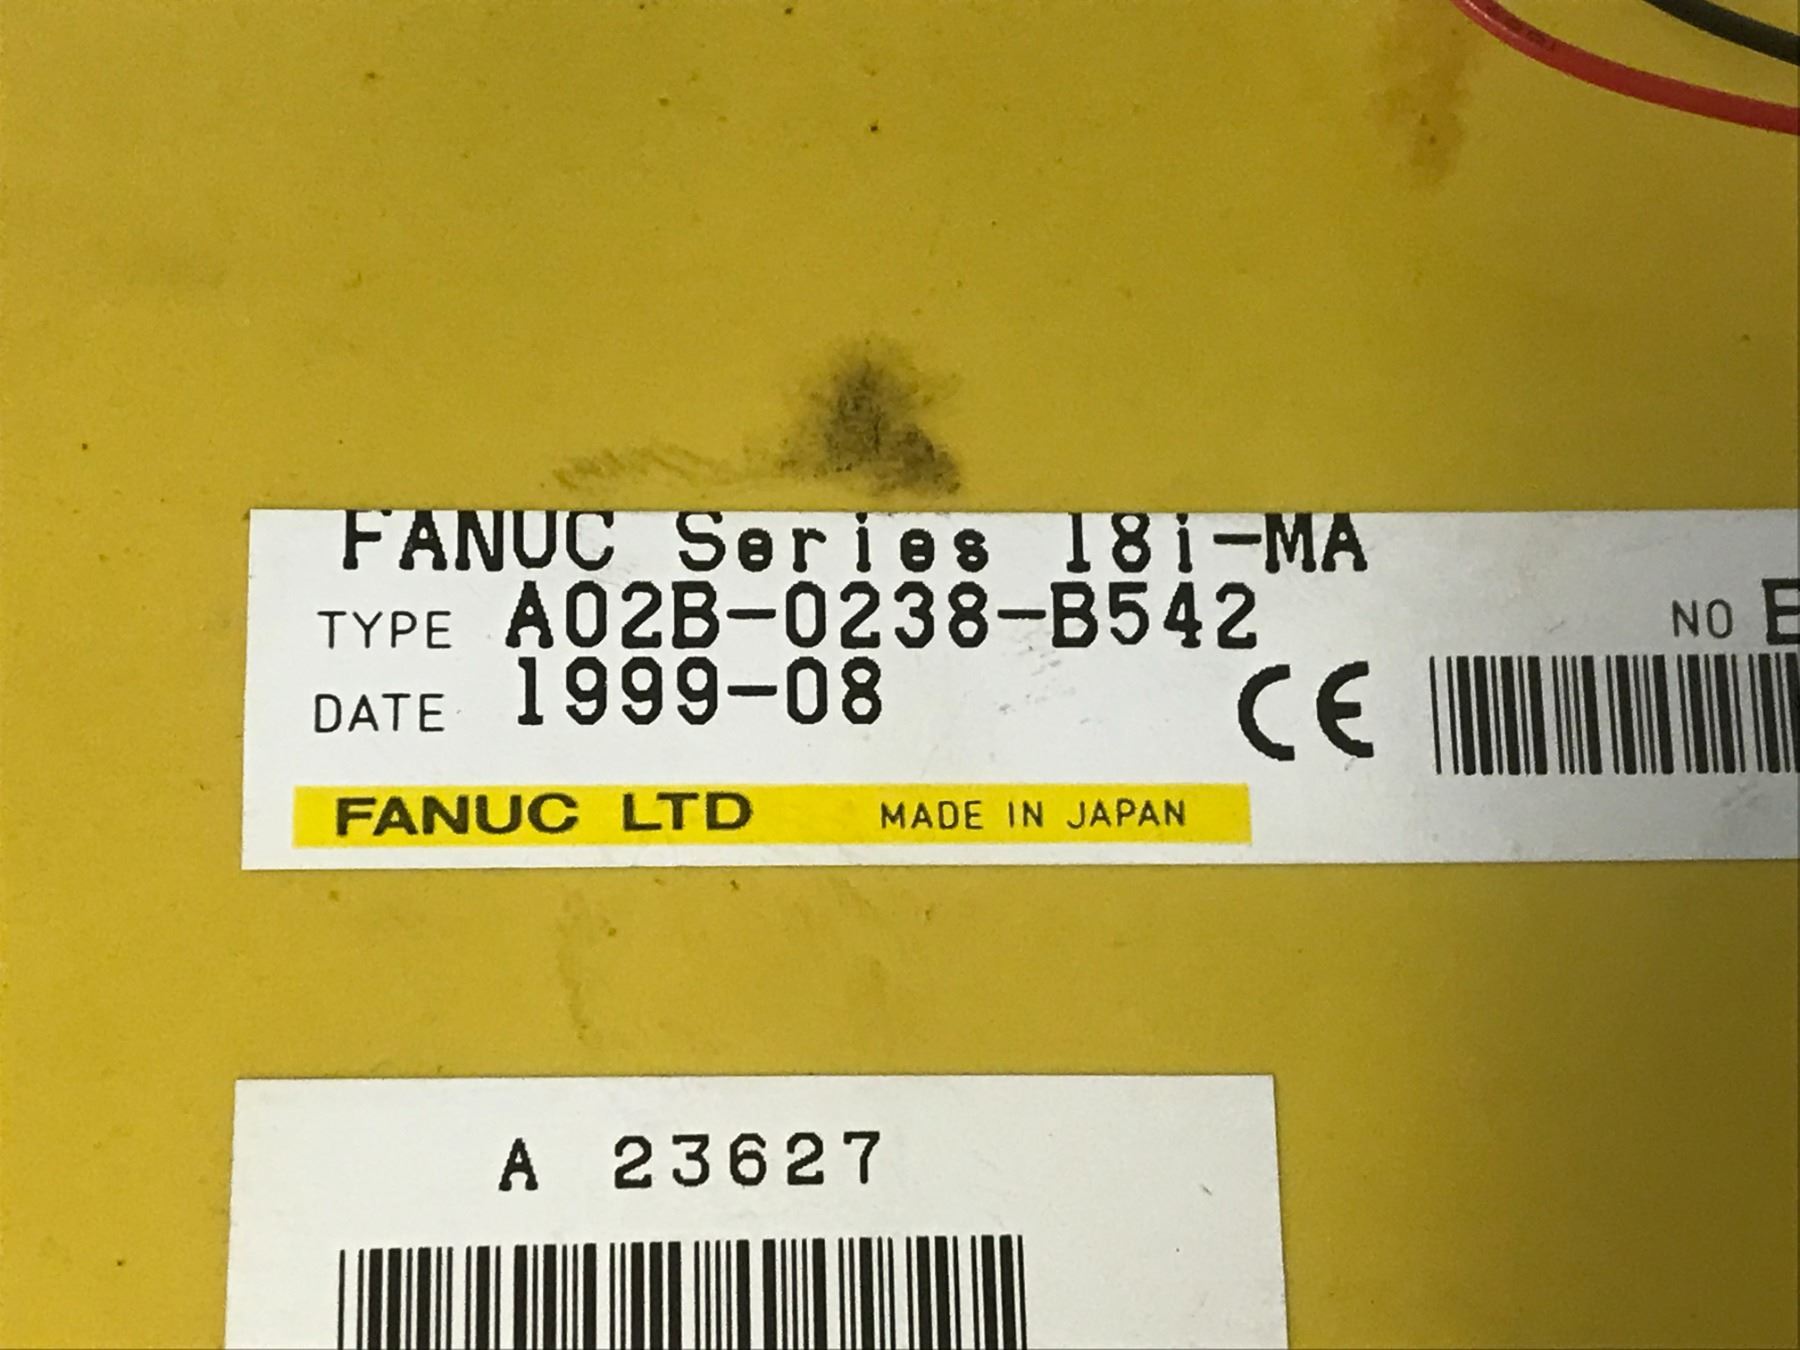 FANUC Series 18i-MA
TYPE A02B-0238-B542
NO
DATE 1999-08
CE
FANUC LTD MADE IN JAPAN
A 23627